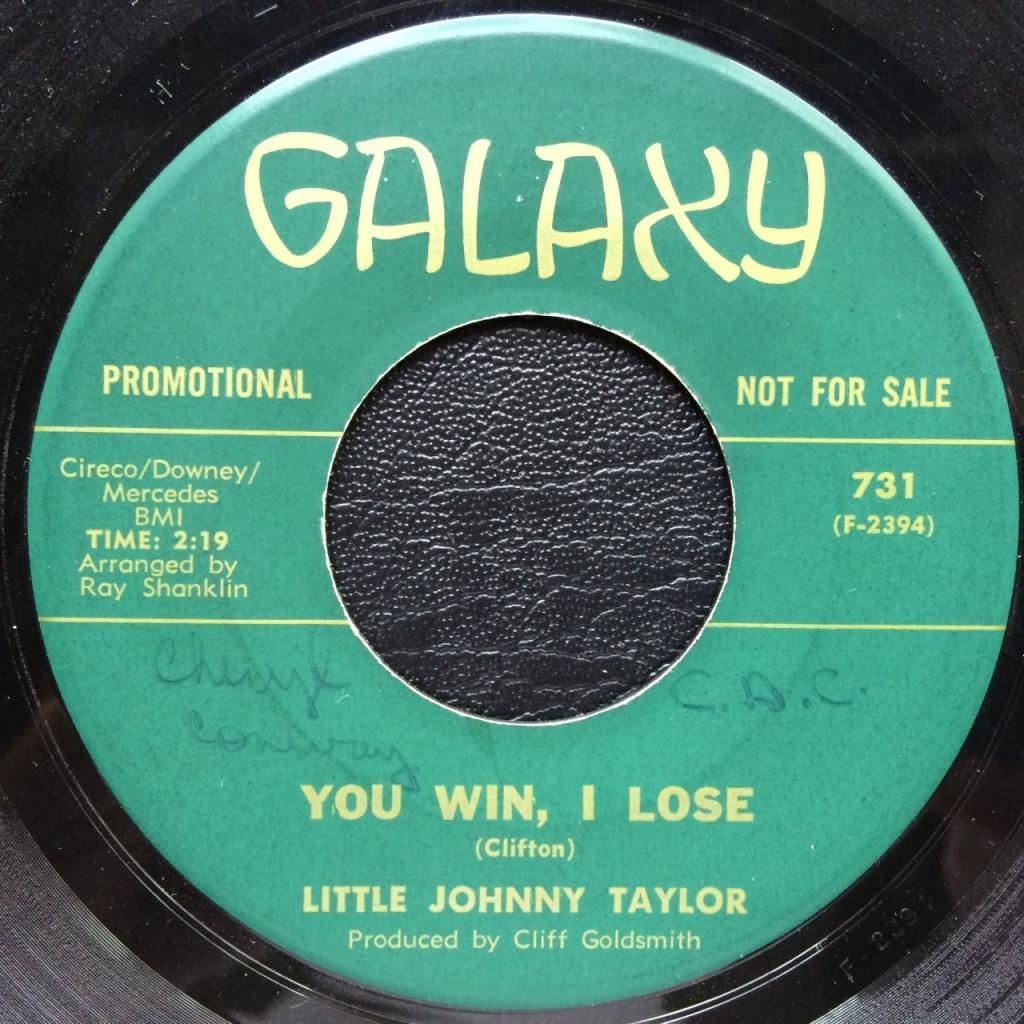 GALAXY
PROMOTIONAL
NOT FOR SALE
Cireco/Downey/
Mercedes
BMI
TIME: 2:19
Arranged by
Ray Shanklin
731
(F-2394)
Cheryl
Conway
C. D. C.
YOU WIN, I LOSE
(Clifton)
LITTLE JOHNNY TAYLOR
Produced by Cliff Goldsmith
F-2394